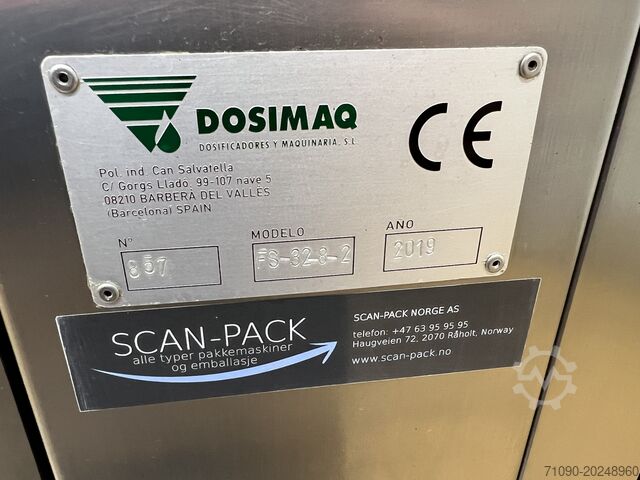 DOSIMAQ
DOSIFICADORES Y MAQUINARIA, S.L.
CE
Pol. ind. Can Salvatella
C/ Gorgs Lladó. 99-107 nave 5
08210 BARBERA DEL VALLES
(Barcelona) SPAIN
Nº
857
MODELO
FS-32-8-2
AÑO
2019
SCAN-PACK
alle typer pakkemaskiner
og emballasje
SCAN-PACK NORGE AS
telefon: +47 63 95 95 95
Haugveien 72, 2070 Råholt, Norway
www.scan-pack.no
71090-20248960